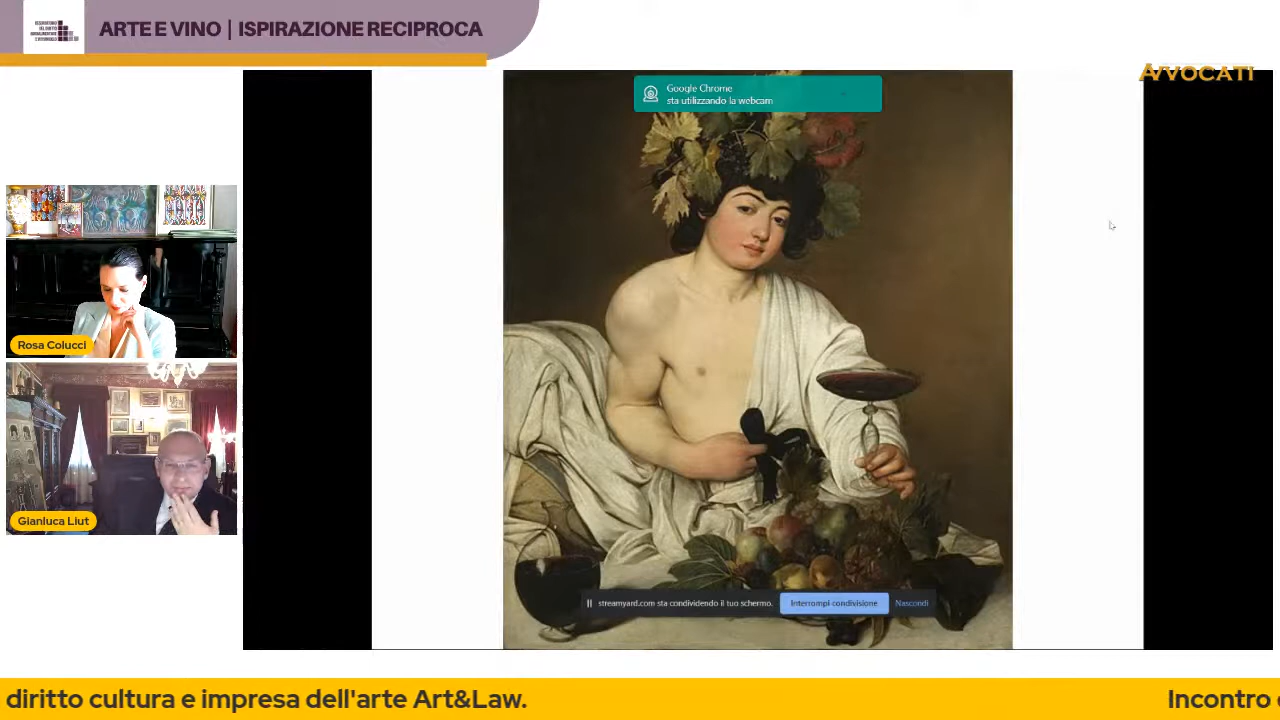 ARTE E VINO | ISPIRAZIONE RECIPROCA
AVVOCATI
Google Chrome
sta utilizzando la webcam
Rosa Colucci
Gianluca Liut
streamyard.com sta condividendo il tuo schermo.
Interrompi condivisione
Nascondi
diritto cultura e impresa dell'arte Art&Law.
Incontro